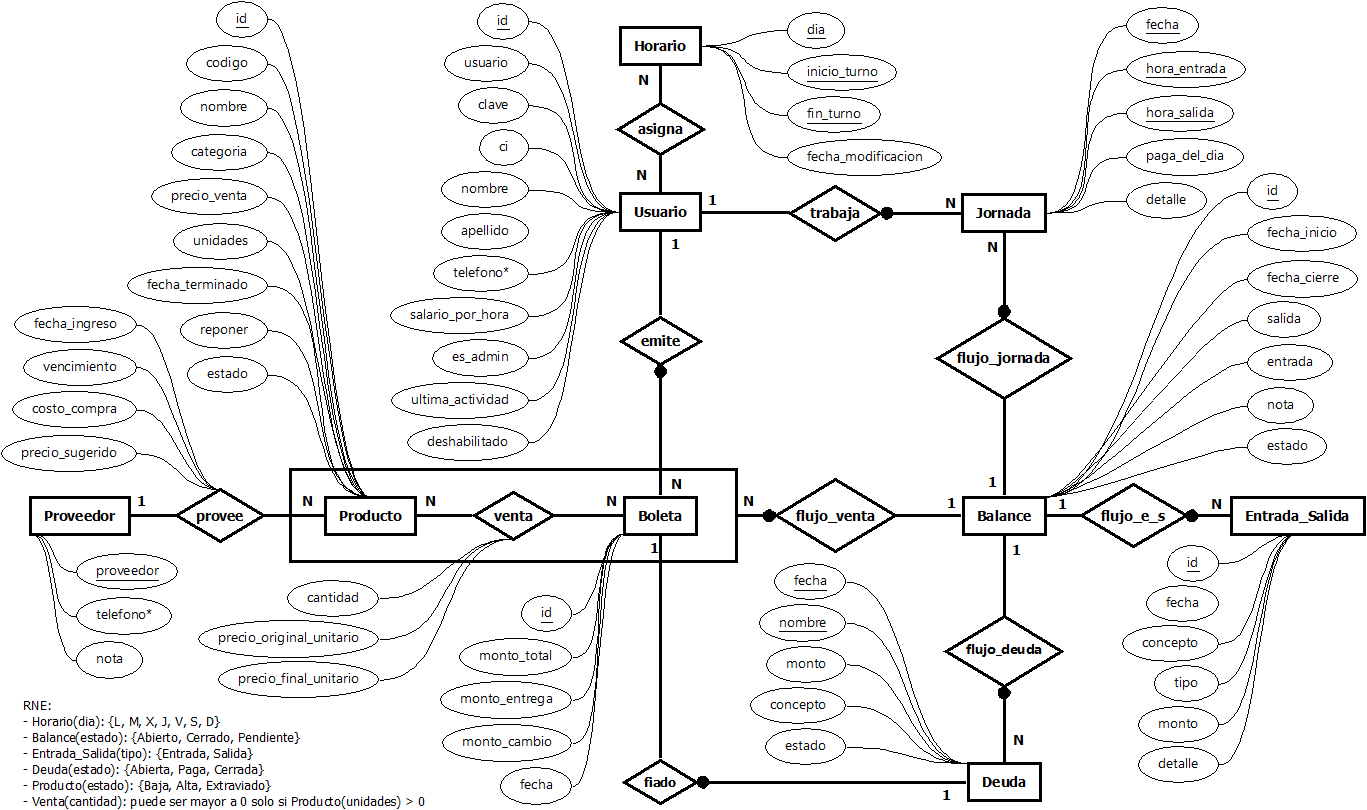 id
codigo
nombre
categoria
precio_venta
unidades
fecha_terminado
reponer
estado
id
usuario
clave
ci
nombre
apellido
telefono*
salario_por_hora
es_admin
ultima_actividad
deshabilitado
Horario
dia
inicio_turno
fin_turno
fecha_modificacion
N
asigna
N
Usuario
1
trabaja
N
Jornada
fecha
hora_entrada
hora_salida
paga_del_dia
detalle
1
emite
N
N
flujo_jornada
1
id
fecha_inicio
fecha_cierre
salida
entrada
nota
estado
fecha_ingreso
vencimiento
costo_compra
precio_sugerido
Proveedor
1
provee
N
Producto
N
venta
N
Boleta
N
flujo_venta
1
Balance
1
flujo_e_s
N
Entrada_Salida
proveedor
telefono*
nota
cantidad
precio_original_unitario
precio_final_unitario
1
id
monto_total
monto_entrega
monto_cambio
fecha
fecha
nombre
monto
concepto
estado
1
flujo_deuda
N
id
fecha
concepto
tipo
monto
detalle
fiado
1
Deuda
RNE:
- Horario(dia): {L, M, X, J, V, S, D}
- Balance(estado): {Abierto, Cerrado, Pendiente}
- Entrada_Salida(tipo): {Entrada, Salida}
- Deuda(estado): {Abierta, Paga, Cerrada}
- Producto(estado): {Baja, Alta, Extraviado}
- Venta(cantidad): puede ser mayor a 0 solo si Producto(unidades) > 0